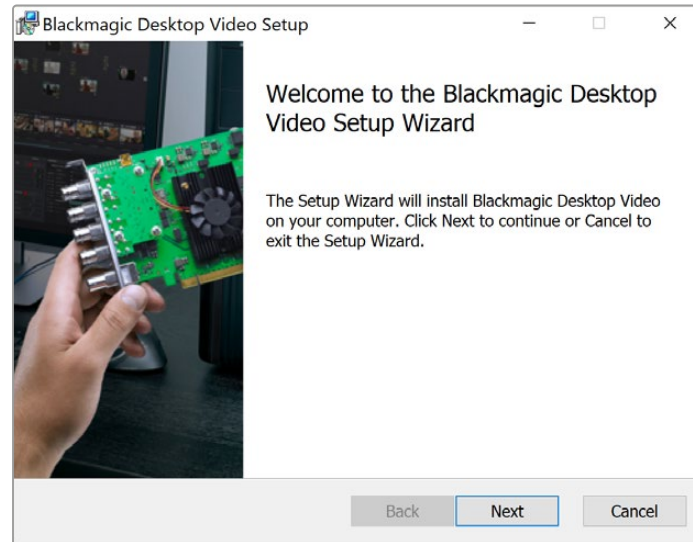 Blackmagic Desktop Video Setup
Welcome to the Blackmagic Desktop
Video Setup Wizard
The Setup Wizard will install Blackmagic Desktop Video
on your computer. Click Next to continue or Cancel to
exit the Setup Wizard.
Back
Next
Cancel